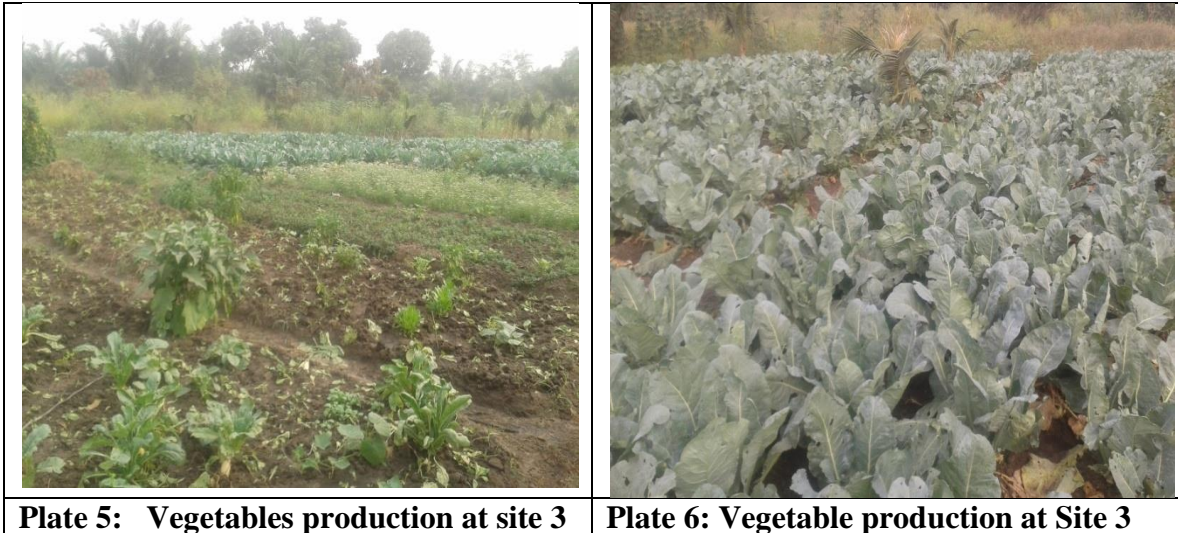 Plate 5:   Vegetables production at site 3
Plate 6: Vegetable production at Site 3